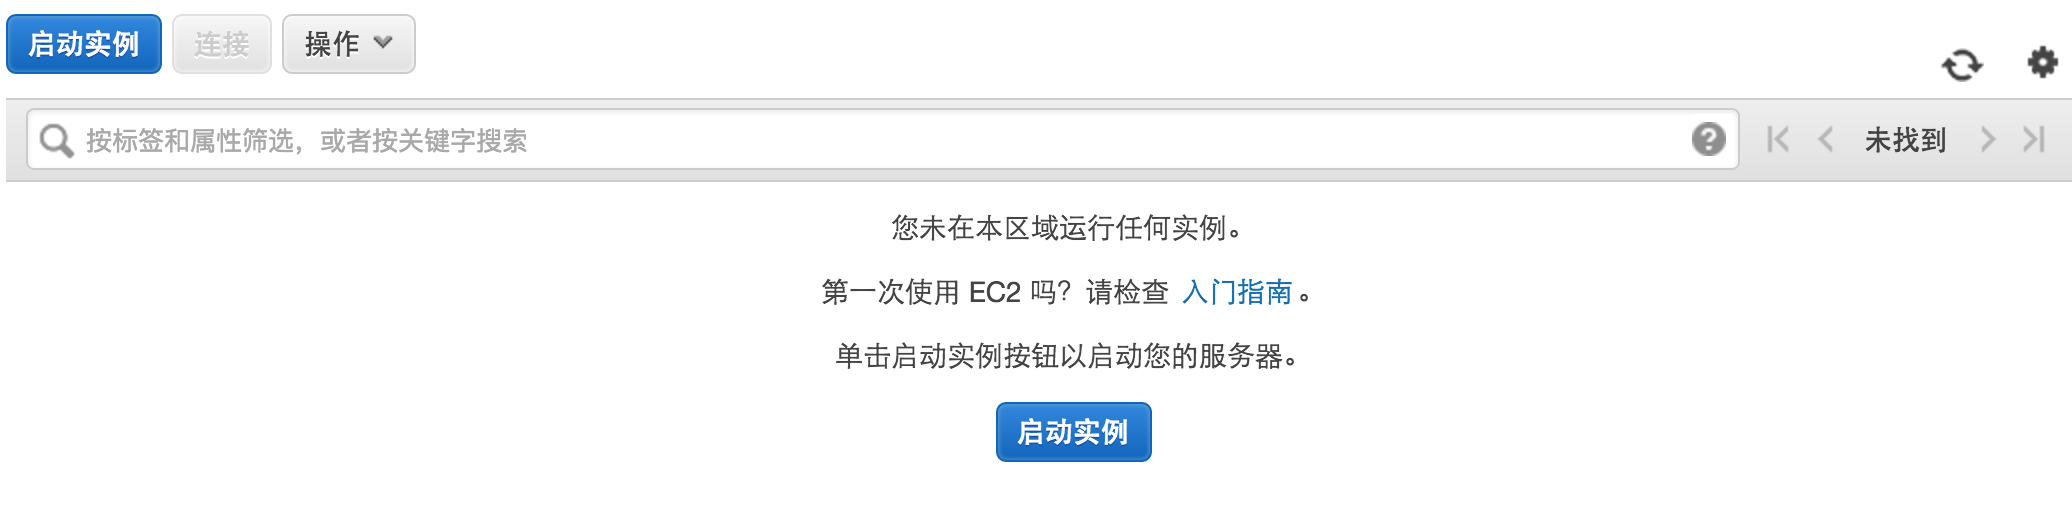 启动实例 连接 操作
按标签和属性筛选，或者按关键字搜索 ? 未找到
您未在本区域运行任何实例。
第一次使用 EC2 吗？请检查 入门指南。
单击启动实例按钮以启动您的服务器。
启动实例